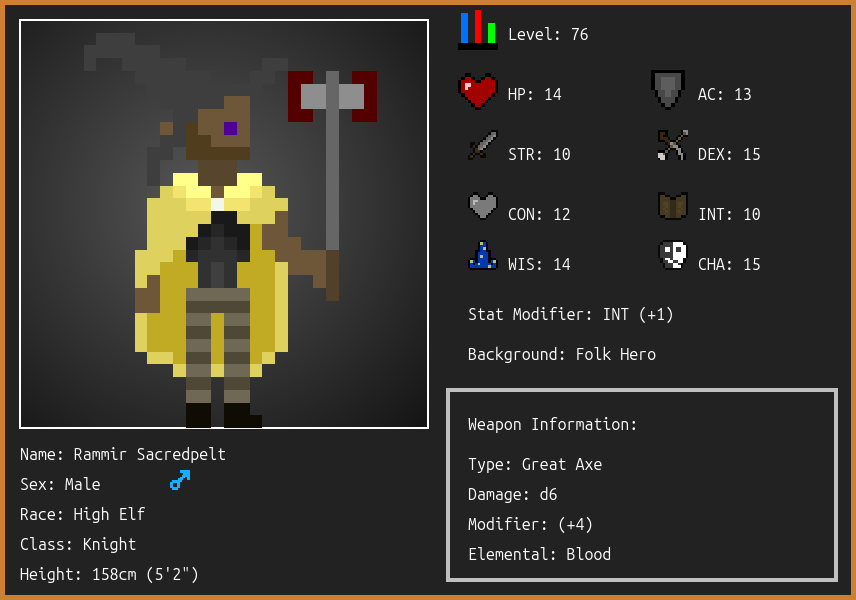 Level: 76
HP: 14
AC: 13
STR: 10
DEX: 15
CON: 12
INT: 10
WIS: 14
CHA: 15
Stat Modifier: INT (+1)
Background: Folk Hero
Weapon Information:
Type: Great Axe
Damage: d6
Modifier: (+4)
Elemental: Blood
Name: Rammir Sacredpelt
Sex: Male
Race: High Elf
Class: Knight
Height: 158cm (5'2")